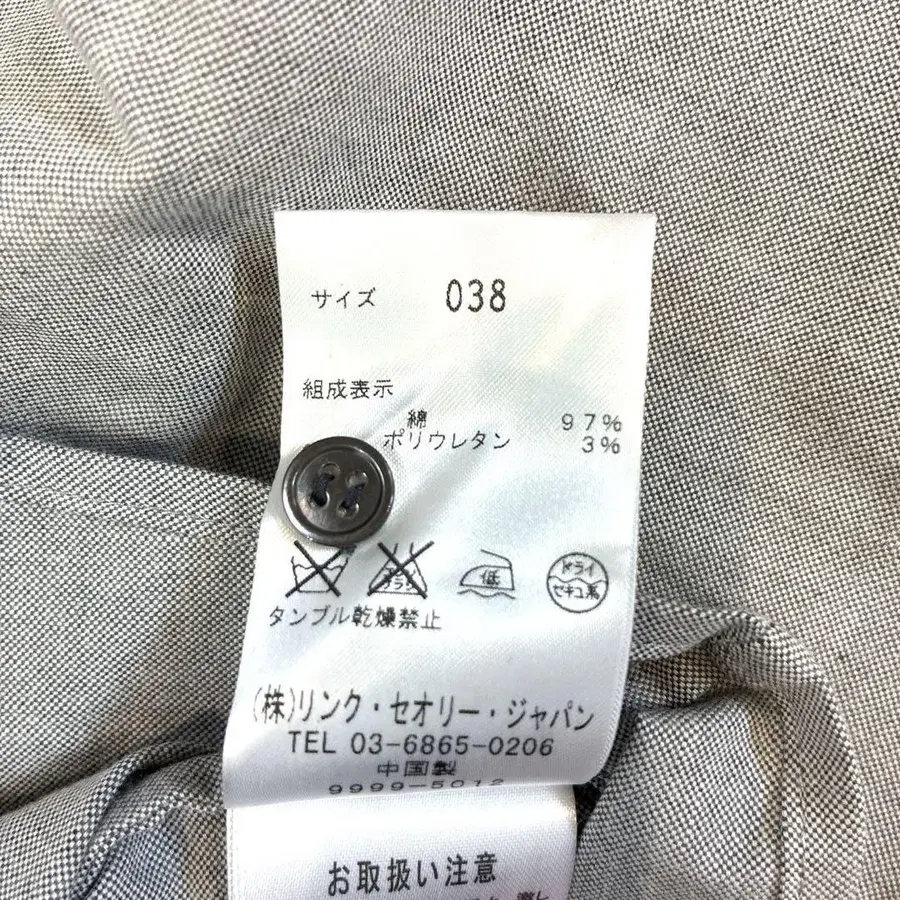 サイズ 038
組成表示
綿 97%
ポリウレタン 3%
低 ドライ
セキユ系
タンブル乾燥禁止
(株)リンク・セオリー・ジャパン
TEL 03-6865-0206
中国製
9999-5012
お取扱い注意